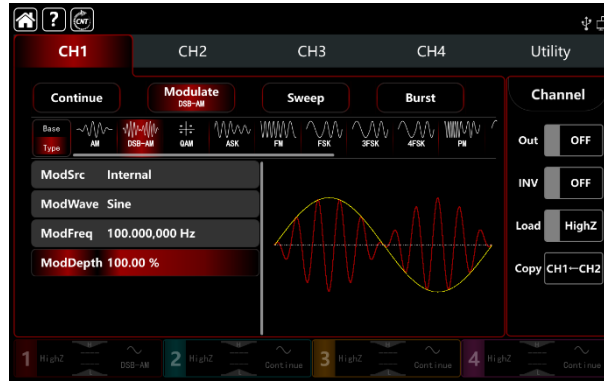 ? CNT
CH1 CH2 CH3 CH4 Utility
Continue Modulate DSB-AM Sweep Burst Channel
Base Type AM DSB-AM QAM ASK FM FSK 3FSK 4FSK PM
Out OFF
ModSrc Internal
INV OFF
ModWave Sine
ModFreq 100.000,000 Hz
Load HighZ
ModDepth 100.00 %
Copy CH1←CH2
1 HighZ DSB-AM 2 HighZ Continue 3 HighZ Continue 4 HighZ Continue